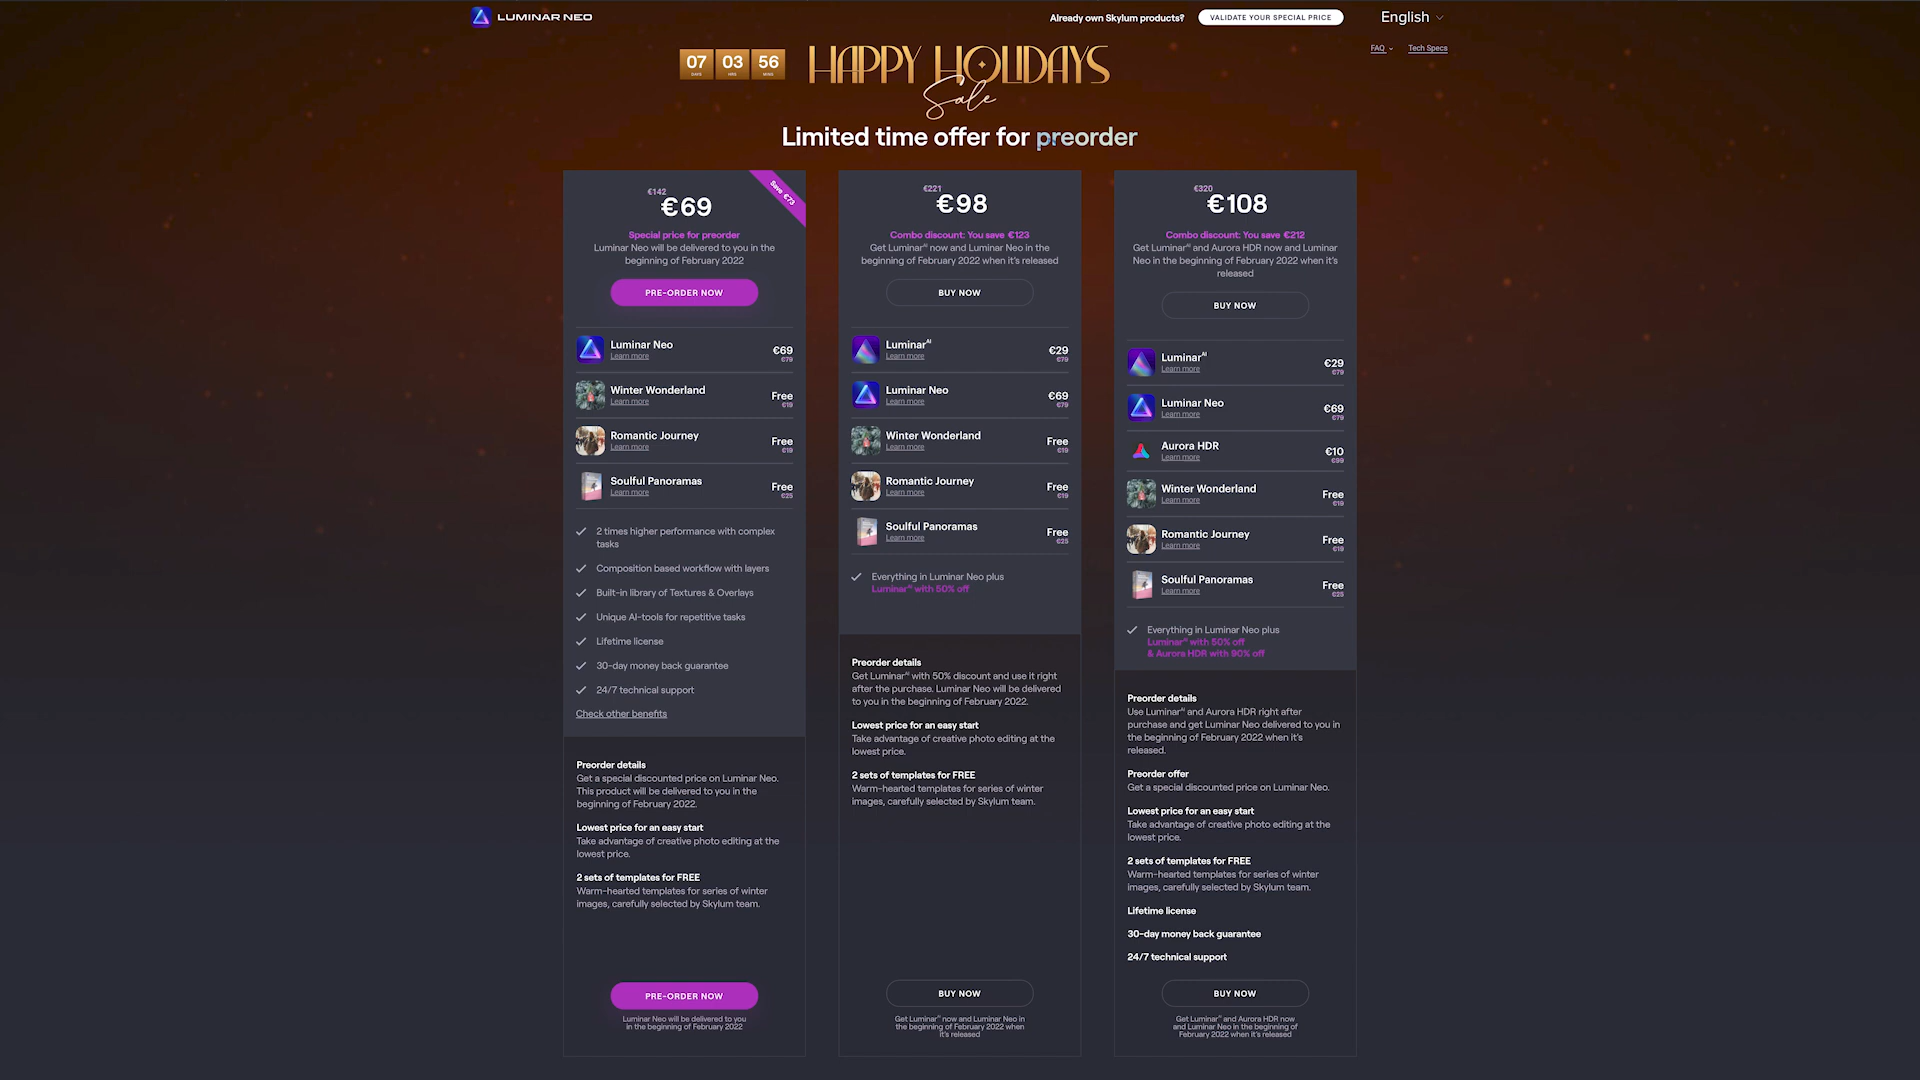 LUMINAR NEO
Already own Skylum products?
VALIDATE YOUR SPECIAL PRICE
English
FAQ
Tech Specs
07 03 56
DAYS HRS MINS
HAPPY HOLIDAYS
Sale
Limited time offer for preorder
€142
€69
Save €73
Special price for preorder
Luminar Neo will be delivered to you in the
beginning of February 2022
PRE-ORDER NOW
Luminar Neo
Learn more
€69
€79
Winter Wonderland
Learn more
Free
€19
Romantic Journey
Learn more
Free
€19
Soulful Panoramas
Learn more
Free
€25
2 times higher performance with complex
tasks
Composition based workflow with layers
Built-in library of Textures & Overlays
Unique AI-tools for repetitive tasks
Lifetime license
30-day money back guarantee
24/7 technical support
Check other benefits
Preorder details
Get a special discounted price on Luminar Neo.
This product will be delivered to you in the
beginning of February 2022.
Lowest price for an easy start
Take advantage of creative photo editing at the
lowest price.
2 sets of templates for FREE
Warm-hearted templates for series of winter
images, carefully selected by Skylum team.
PRE-ORDER NOW
Luminar Neo will be delivered to you
in the beginning of February 2022
€221
€98
Combo discount: You save €123
Get Luminar AI now and Luminar Neo in the
beginning of February 2022 when it's released
BUY NOW
Luminar AI
Learn more
€29
€79
Luminar Neo
Learn more
€69
€79
Winter Wonderland
Learn more
Free
€19
Romantic Journey
Learn more
Free
€19
Soulful Panoramas
Learn more
Free
€25
Everything in Luminar Neo plus
Luminar AI with 50% off
Preorder details
Get Luminar AI with 50% discount and use it right
after the purchase. Luminar Neo will be delivered
to you in the beginning of February 2022.
Lowest price for an easy start
Take advantage of creative photo editing at the
lowest price.
2 sets of templates for FREE
Warm-hearted templates for series of winter
images, carefully selected by Skylum team.
BUY NOW
Get Luminar AI now and Luminar Neo in
the beginning of February 2022 when
it's released
€320
€108
Combo discount: You save €212
Get Luminar AI and Aurora HDR now and Luminar
Neo in the beginning of February 2022 when it's
released
BUY NOW
Luminar AI
Learn more
€29
€79
Luminar Neo
Learn more
€69
€79
Aurora HDR
Learn more
€10
€99
Winter Wonderland
Learn more
Free
€19
Romantic Journey
Learn more
Free
€19
Soulful Panoramas
Learn more
Free
€25
Everything in Luminar Neo plus
Luminar AI with 50% off
& Aurora HDR with 90% off
Preorder details
Use Luminar AI and Aurora HDR right after
purchase and get Luminar Neo delivered to you in
the beginning of February 2022 when it's
released.
Preorder offer
Get a special discounted price on Luminar Neo.
Lowest price for an easy start
Take advantage of creative photo editing at the
lowest price.
2 sets of templates for FREE
Warm-hearted templates for series of winter
images, carefully selected by Skylum team.
Lifetime license
30-day money back guarantee
24/7 technical support
BUY NOW
Get Luminar AI and Aurora HDR now
and Luminar Neo in the beginning of
February 2022 when it's released